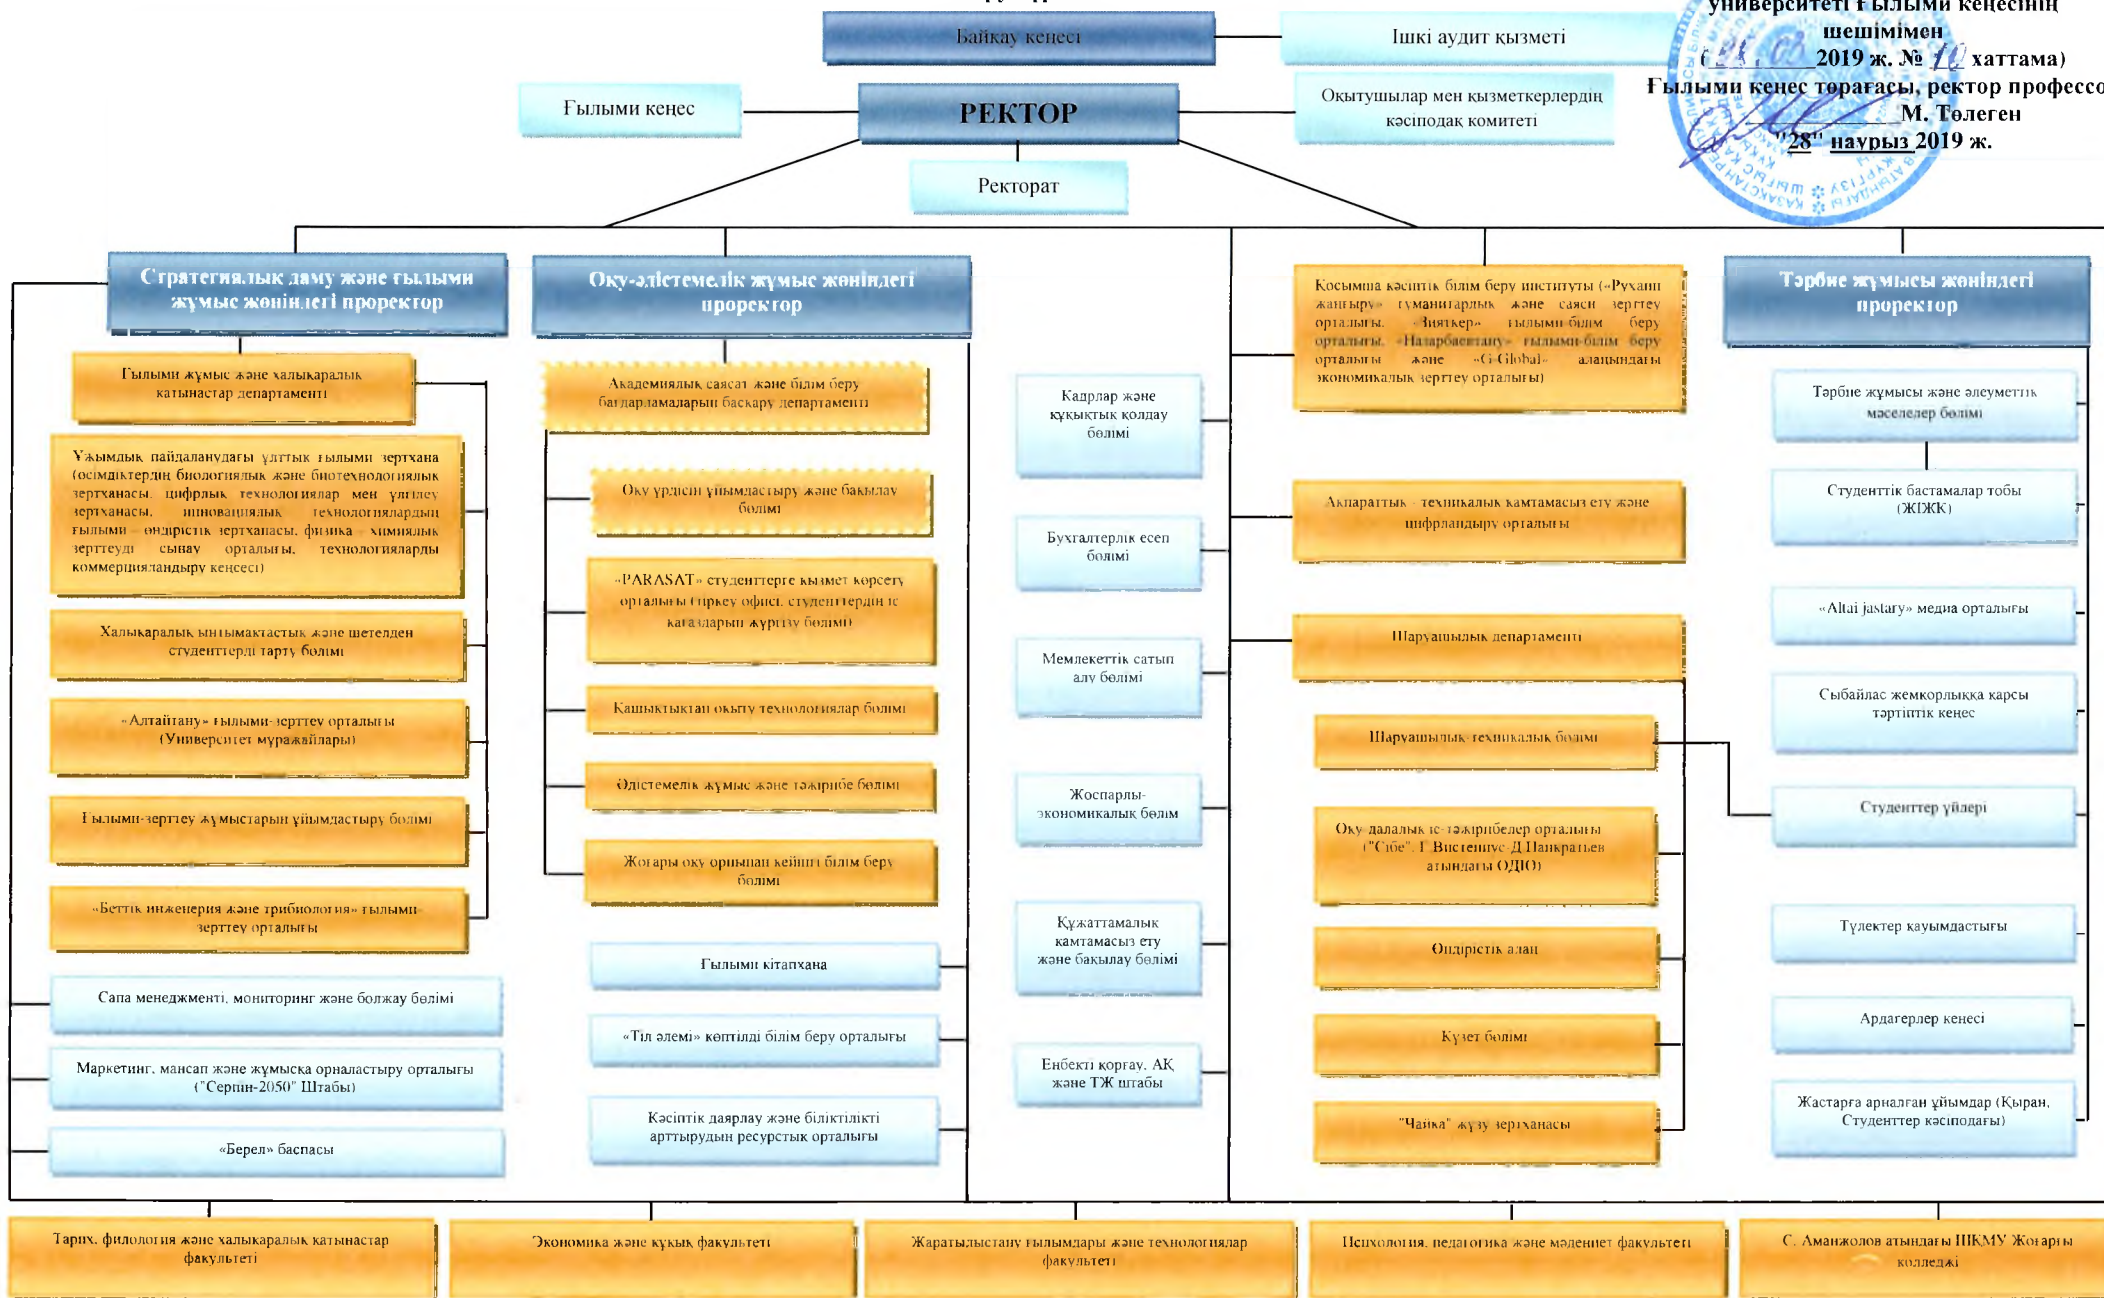 университеті Ғылыми кеңесінің
шешімімен
2019 ж. № 10 хаттама)
Ғылыми кеңес төрағасы, ректор профессо
М. Төлеген
"28" наурыз 2019 ж.
Байқау кеңесі
Ішкі аудит қызметі
Ғылыми кеңес
РЕКТОР
Оқытушылар мен қызметкерлердің
кәсіподақ комитеті
Ректорат
Стратегиялық даму және ғылыми
жұмыс жөніндегі проректор
Ғылыми жұмыс және халықаралық
қатынастар департаменті
Ұжымдық пайдаланудағы ұлттық ғылыми зертхана
(өсімдіктердің биологиялық және биотехнологиялық
зертханасы, цифрлық технологиялар мен үлгілеу
зертханасы, инновациялық технологиялардың
ғылыми - өндірістік зертханасы, физика - химиялық
зерттеуді сынау орталығы, технологияларды
коммерцияландыру кеңсесі)
Халықаралық ынтымақтастық және шетелден
студенттерді тарту бөлімі
«Алтайтану» ғылыми-зерттеу орталығы
(Университет мұражайлары)
Ғылыми-зерттеу жұмыстарын ұйымдастыру бөлімі
«Беттік инженерия және трибиология» ғылыми-
зерттеу орталығы
Сапа менеджменті, мониторинг және болжау бөлімі
Маркетинг, мансап және жұмысқа орналастыру орталығы
("Серпін-2050" Штабы)
«Берел» баспасы
Оқу-әдістемелік жұмыс жөніндегі
проректор
Академиялық саясат және білім беру
бағдарламаларын басқару департаменті
Оқу үрдісін ұйымдастыру және бақылау
бөлімі
«PARASAT» студенттерге қызмет көрсету
орталығы (тіркеу офисі, студенттердің іс
қағаздарын жүргізу бөлімі)
Қашықтықтан оқыту технологиялар бөлімі
Әдістемелік жұмыс және тәжірибе бөлімі
Жоғары оқу орнынан кейінгі білім беру
бөлімі
Ғылыми кітапхана
«Тіл әлемі» көптілді білім беру орталығы
Кәсіптік даярлау және біліктілікті
арттырудың ресурстық орталығы
Кадрлар және
құқықтық қолдау
бөлімі
Бухгалтерлік есеп
бөлімі
Мемлекеттік сатып
алу бөлімі
Жоспарлы-
экономикалық бөлім
Құжаттамалық
қамтамасыз ету
және бақылау бөлімі
Еңбекті қорғау, АҚ
және ТЖ штабы
Қосымша кәсіптік білім беру институты («Рухани
жаңғыру» гуманитарлық және саяси зерттеу
орталығы, «Зияткер» ғылыми-білім беру
орталығы, «Назарбаевтану» ғылыми-білім беру
орталығы және «G-Global» алаңындағы
экономикалық зерттеу орталығы)
Ақпараттық - техникалық қамтамасыз ету және
цифрландыру орталығы
Шаруашылық департаменті
Шаруашылық-техникалық бөлімі
Оқу-далалық іс-тәжірибелер орталығы
("Сібе", Г.Вистениус-Д.Панкратьев
атындағы ОДІО)
Өндірістік алаң
Күзет бөлімі
"Чайка" жүзу зертханасы
Тәрбие жұмысы жөніндегі
проректор
Тәрбие жұмысы және әлеуметтік
мәселелер бөлімі
Студенттік бастамалар тобы
(ЖІЖК)
«Altai jastary» медиа орталығы
Сыбайлас жемқорлыққа қарсы
тәртіптік кеңес
Студенттер үйлері
Түлектер қауымдастығы
Ардагерлер кеңесі
Жастарға арналған ұйымдар (Қыран,
Студенттер кәсіподағы)
Тарих, филология және халықаралық қатынастар
факультеті
Экономика және құқық факультеті
Жаратылыстану ғылымдары және технологиялар
факультеті
Психология, педагогика және мәдениет факультеті
С. Аманжолов атындағы ШҚМУ Жоғарғы
колледжі